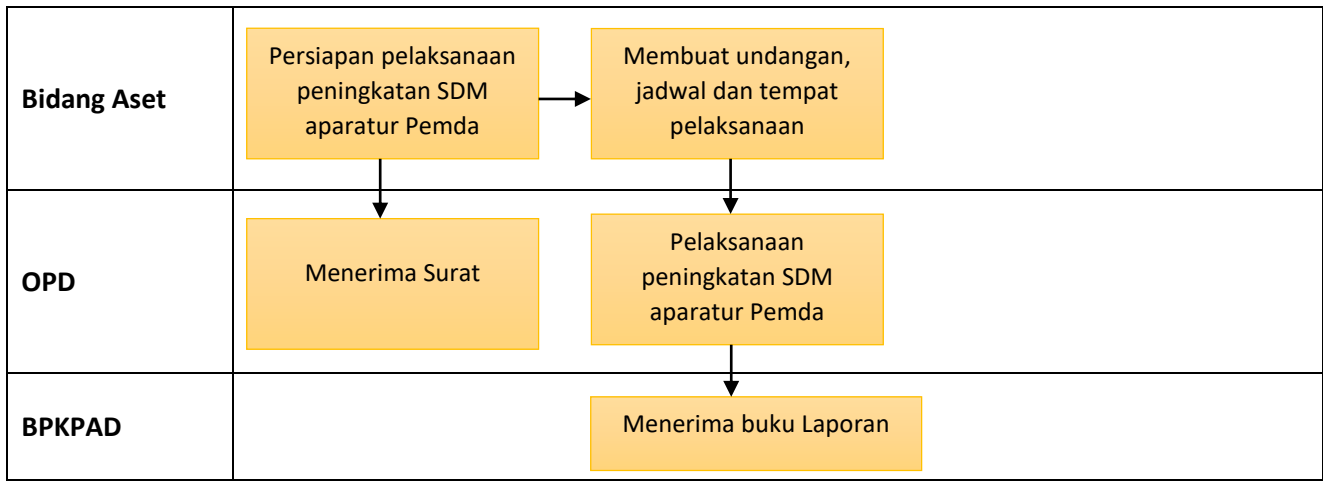 Bidang Aset
Persiapan pelaksanaan
peningkatan SDM
aparatur Pemda
Membuat undangan,
jadwal dan tempat
pelaksanaan
OPD
Menerima Surat
Pelaksanaan
peningkatan SDM
aparatur Pemda
BPKPAD
Menerima buku Laporan